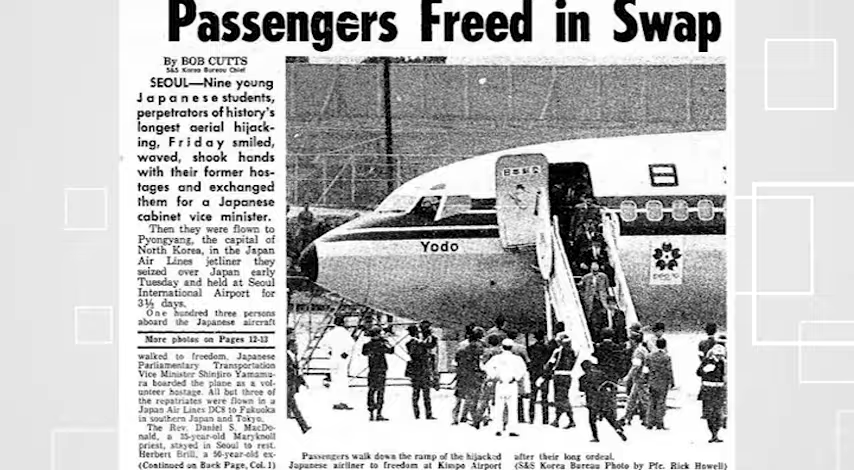 Passengers Freed in Swap
By BOB CUTTS
S&S Korea Bureau Chief
SEOUL—Nine young
Japanese students,
perpetrators of history's
longest aerial hijack-
ing, Friday smiled,
waved, shook hands
with their former hos-
tages and exchanged
them for a Japanese
cabinet vice minister.
Then they were flown to
Pyongyang, the capital of
North Korea, in the Japan
Air Lines jetliner they
seized over Japan early
Tuesday and held at Seoul
International Airport for
3½ days.
One hundred three persons
aboard the Japanese aircraft
More photos on Pages 12-13
walked to freedom. Japanese
Parliamentary Transportation
Vice Minister Shinjiro Yamamu-
ra boarded the plane as a vol-
unteer hostage. All but three of
the repatriates were flown in a
Japan Air Lines DC8 to Fukuoka
in southern Japan and Tokyo.
The Rev. Daniel S. MacDo-
nald, a 35-year-old Maryknoll
priest, stayed in Seoul to rest.
Herbert Brill, a 50-year-old ex-
(Continued on Back Page, Col. 1)
日本航空
日
Yodo
Passengers walk down the ramp of the hijacked
Japanese airliner to freedom at Kimpo Airport
after their long ordeal.
(S&S Korea Bureau Photo by Pfc. Rick Howell)